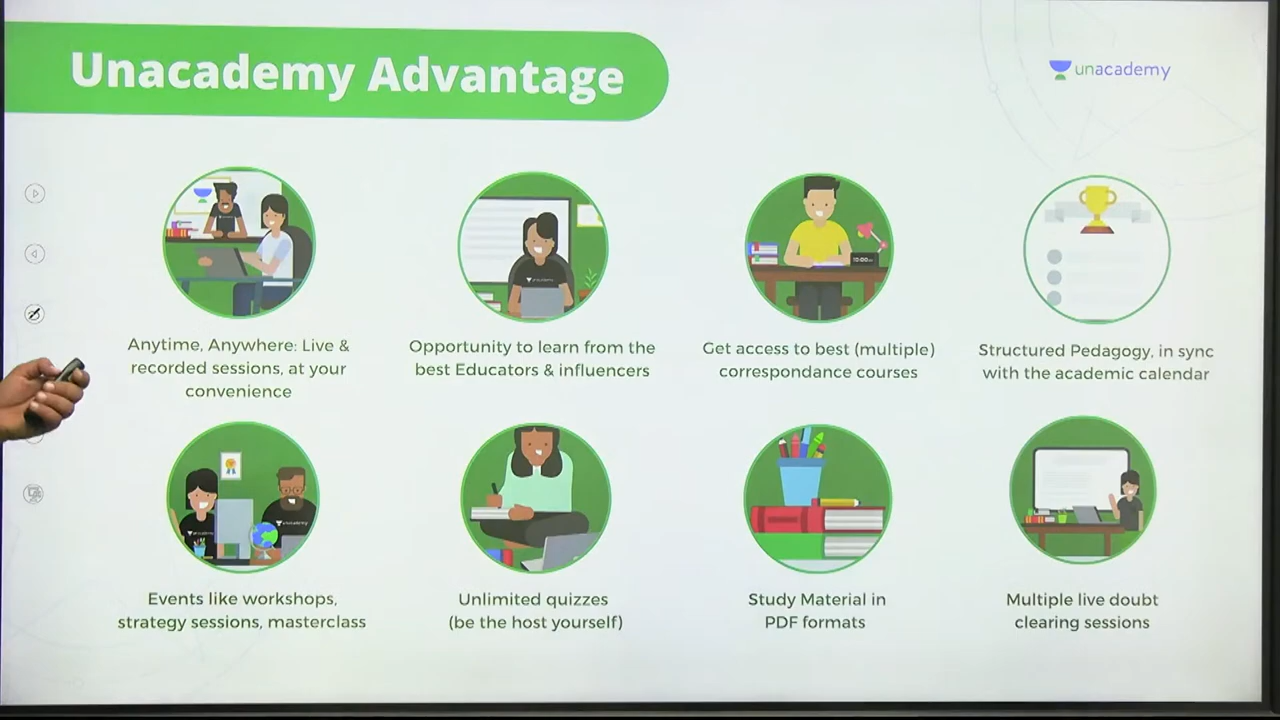 Unacademy Advantage
unacademy
Anytime, Anywhere: Live &
recorded sessions, at your
convenience
Opportunity to learn from the
best Educators & influencers
Get access to best (multiple)
correspondance courses
Structured Pedagogy, in sync
with the academic calendar
Events like workshops,
strategy sessions, masterclass
Unlimited quizzes
(be the host yourself)
Study Material in
PDF formats
Multiple live doubt
clearing sessions